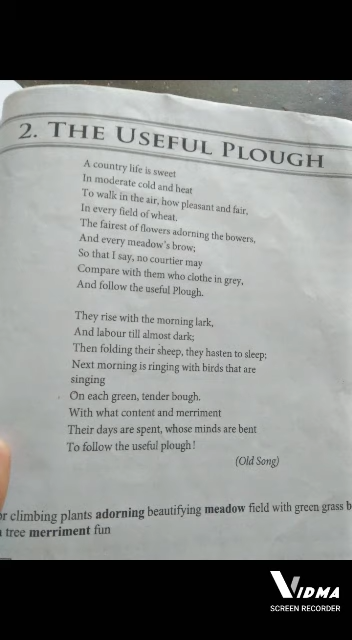 2. THE USEFUL PLOUGH
A country life is sweet
In moderate cold and heat
To walk in the air, how pleasant and fair,
In every field of wheat.
The fairest of flowers adorning the bowers,
And every meadow's brow;
So that I say, no courtier may
Compare with them who clothe in grey,
And follow the useful Plough.
They rise with the morning lark,
And labour till almost dark;
Then folding their sheep, they hasten to sleep;
Next morning is ringing with birds that are
singing
On each green, tender bough.
With what content and merriment
Their days are spent, whose minds are bent
To follow the useful plough!
(Old Song)
or climbing plants adorning beautifying meadow field with green grass b
tree merriment fun
VIDMA
SCREEN RECORDER